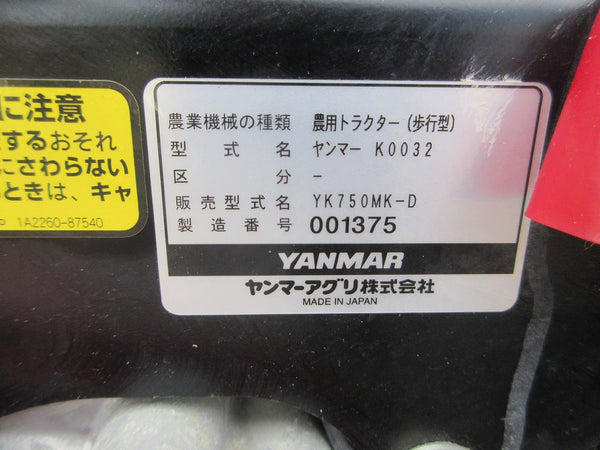 に注意
するおそれ
にさわらない
ときは、キャ
1A2260-87540
農業機械の種類 農用トラクター(歩行型)
型式名 ヤンマー K0032
区分 -
販売型式名 YK750MK-D
製造番号 001375
YANMAR
ヤンマーアグリ株式会社
MADE IN JAPAN